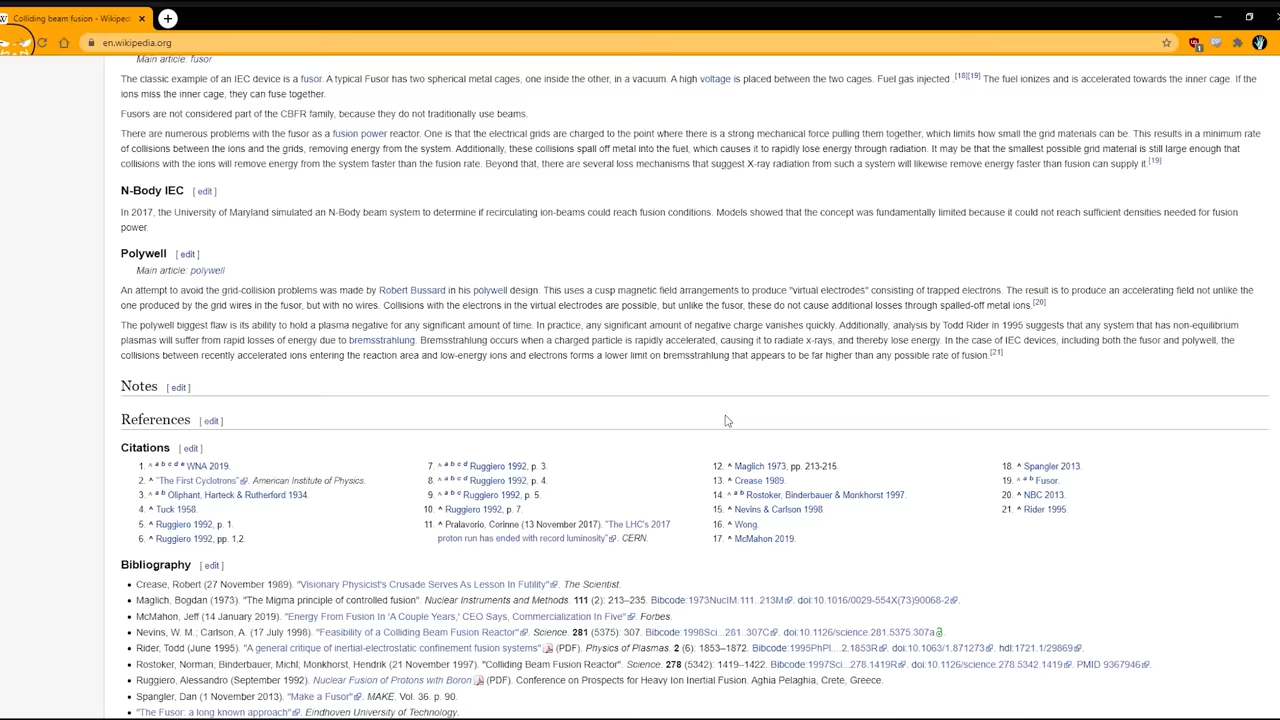 Colliding beam fusion - Wikiped
en.wikipedia.org
Main article: fusor
The classic example of an IEC device is a fusor. A typical Fusor has two spherical metal cages, one inside the other, in a vacuum. A high voltage is placed between the two cages. Fuel gas injected .[18][19] The fuel ionizes and is accelerated towards the inner cage. If the
ions miss the inner cage, they can fuse together.
Fusors are not considered part of the CBFR family, because they do not traditionally use beams.
There are numerous problems with the fusor as a fusion power reactor. One is that the electrical grids are charged to the point where there is a strong mechanical force pulling them together, which limits how small the grid materials can be. This results in a minimum rate
of collisions between the ions and the grids, removing energy from the system. Additionally, these collisions spall off metal into the fuel, which causes it to rapidly lose energy through radiation. It may be that the smallest possible grid material is still large enough that
collisions with the ions will remove energy from the system faster than the fusion rate. Beyond that, there are several loss mechanisms that suggest X-ray radiation from such a system will likewise remove energy faster than fusion can supply it.[19]
N-Body IEC [ edit ]
In 2017, the University of Maryland simulated an N-Body beam system to determine if recirculating ion-beams could reach fusion conditions. Models showed that the concept was fundamentally limited because it could not reach sufficient densities needed for fusion
power.
Polywell [ edit ]
Main article: polywell
An attempt to avoid the grid-collision problems was made by Robert Bussard in his polywell design. This uses a cusp magnetic field arrangements to produce "virtual electrodes" consisting of trapped electrons. The result is to produce an accelerating field not unlike the
one produced by the grid wires in the fusor, but with no wires. Collisions with the electrons in the virtual electrodes are possible, but unlike the fusor, these do not cause additional losses through spalled-off metal ions.[20]
The polywell biggest flaw is its ability to hold a plasma negative for any significant amount of time. In practice, any significant amount of negative charge vanishes quickly. Additionally, analysis by Todd Rider in 1995 suggests that any system that has non-equilibrium
plasmas will suffer from rapid losses of energy due to bremsstrahlung. Bremsstrahlung occurs when a charged particle is rapidly accelerated, causing it to radiate x-rays, and thereby lose energy. In the case of IEC devices, including both the fusor and polywell, the
collisions between recently accelerated ions entering the reaction area and low-energy ions and electrons forms a lower limit on bremsstrahlung that appears to be far higher than any possible rate of fusion.[21]
Notes [ edit ]
References [ edit ]
Citations [ edit ]
1. ^ a b c d e WNA 2019.
2. ^ "The First Cyclotrons". American Institute of Physics.
3. ^ a b Oliphant, Harteck & Rutherford 1934.
4. ^ Tuck 1958.
5. ^ Ruggiero 1992, p. 1.
6. ^ Ruggiero 1992, pp. 1,2.
7. ^ a b c d Ruggiero 1992, p. 3.
8. ^ a b c d Ruggiero 1992, p. 4.
9. ^ a b c Ruggiero 1992, p. 5.
10. ^ Ruggiero 1992, p. 7.
11. ^ Pralavorio, Corinne (13 November 2017). "The LHC's 2017
proton run has ended with record luminosity". CERN.
12. ^ Maglich 1973, pp. 213-215.
13. ^ Crease 1989.
14. ^ a b Rostoker, Binderbauer & Monkhorst 1997.
15. ^ Nevins & Carlson 1998.
16. ^ Wong.
17. ^ McMahon 2019.
18. ^ Spangler 2013.
19. ^ a b Fusor.
20. ^ NBC 2013.
21. ^ Rider 1995.
Bibliography [ edit ]
• Crease, Robert (27 November 1989). "Visionary Physicist's Crusade Serves As Lesson In Futility". The Scientist.
• Maglich, Bogdan (1973). "The Migma principle of controlled fusion". Nuclear Instruments and Methods. 111 (2): 213–235. Bibcode:1973NucIM.111..213M. doi:10.1016/0029-554X(73)90068-2.
• McMahon, Jeff (14 January 2019). "Energy From Fusion In 'A Couple Years,' CEO Says, Commercialization In Five". Forbes.
• Nevins, W. M.; Carlson, A. (17 July 1998). "Feasibility of a Colliding Beam Fusion Reactor". Science. 281 (5375): 307. Bibcode:1998Sci...281..307C. doi:10.1126/science.281.5375.307a.
• Rider, Todd (June 1995). "A general critique of inertial-electrostatic confinement fusion systems" (PDF). Physics of Plasmas. 2 (6): 1853–1872. Bibcode:1995PhPl....2.1853R. doi:10.1063/1.871273. hdl:1721.1/29869.
• Rostoker, Norman; Binderbauer, Michl; Monkhorst, Hendrik (21 November 1997). "Colliding Beam Fusion Reactor". Science. 278 (5342): 1419–1422. Bibcode:1997Sci...278.1419R. doi:10.1126/science.278.5342.1419. PMID 9367946.
• Ruggiero, Alessandro (September 1992). Nuclear Fusion of Protons with Boron (PDF). Conference on Prospects for Heavy Ion Inertial Fusion. Aghia Pelaghia, Crete, Greece.
• Spangler, Dan (1 November 2013). "Make a Fusor". MAKE. Vol. 36. p. 90.
• "The Fusor: a long known approach". Eindhoven University of Technology.